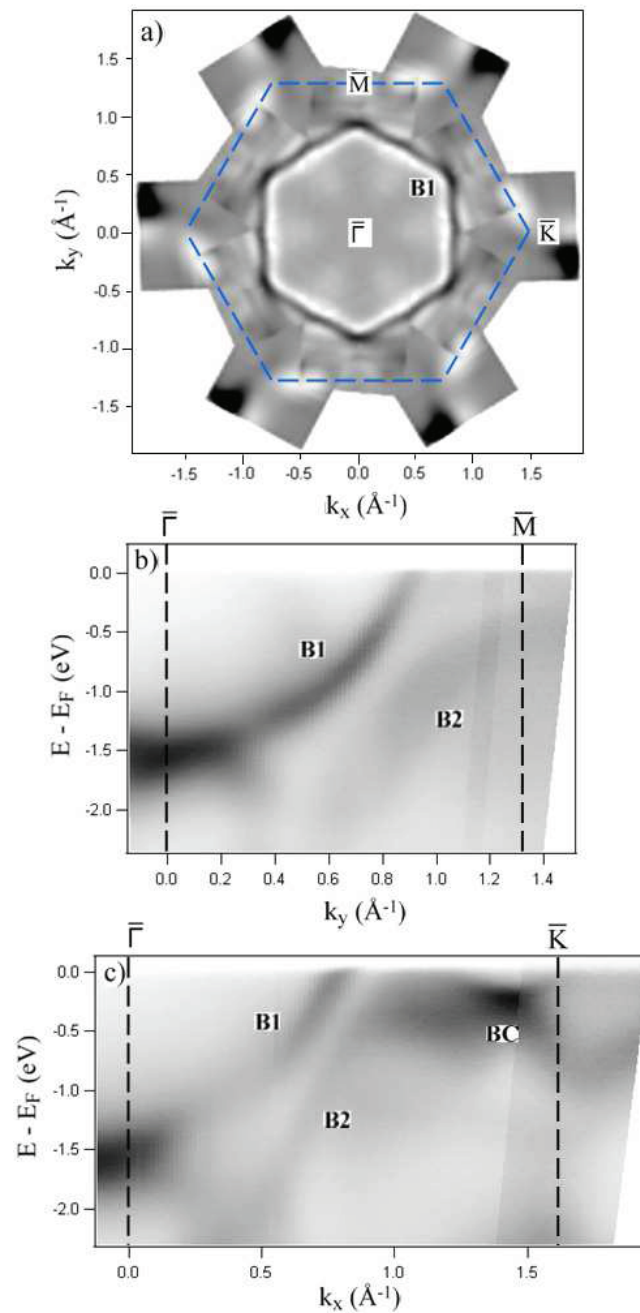 a)
1.5
1.0
0.5
0.0
-0.5
-1.0
-1.5
k_y (Å⁻¹)
M̅
B1
Γ̅
K̅
-1.5 -1.0 -0.5 0.0 0.5 1.0 1.5
k_x (Å⁻¹)
Γ̅ M̅
b)
0.0
-0.5
-1.0
-1.5
-2.0
E - E_F (eV)
B1
B2
0.0 0.2 0.4 0.6 0.8 1.0 1.2 1.4
k_y (Å⁻¹)
Γ̅ K̅
c)
0.0
-0.5
-1.0
-1.5
-2.0
E - E_F (eV)
B1
BC
B2
0.0 0.5 1.0 1.5
k_x (Å⁻¹)